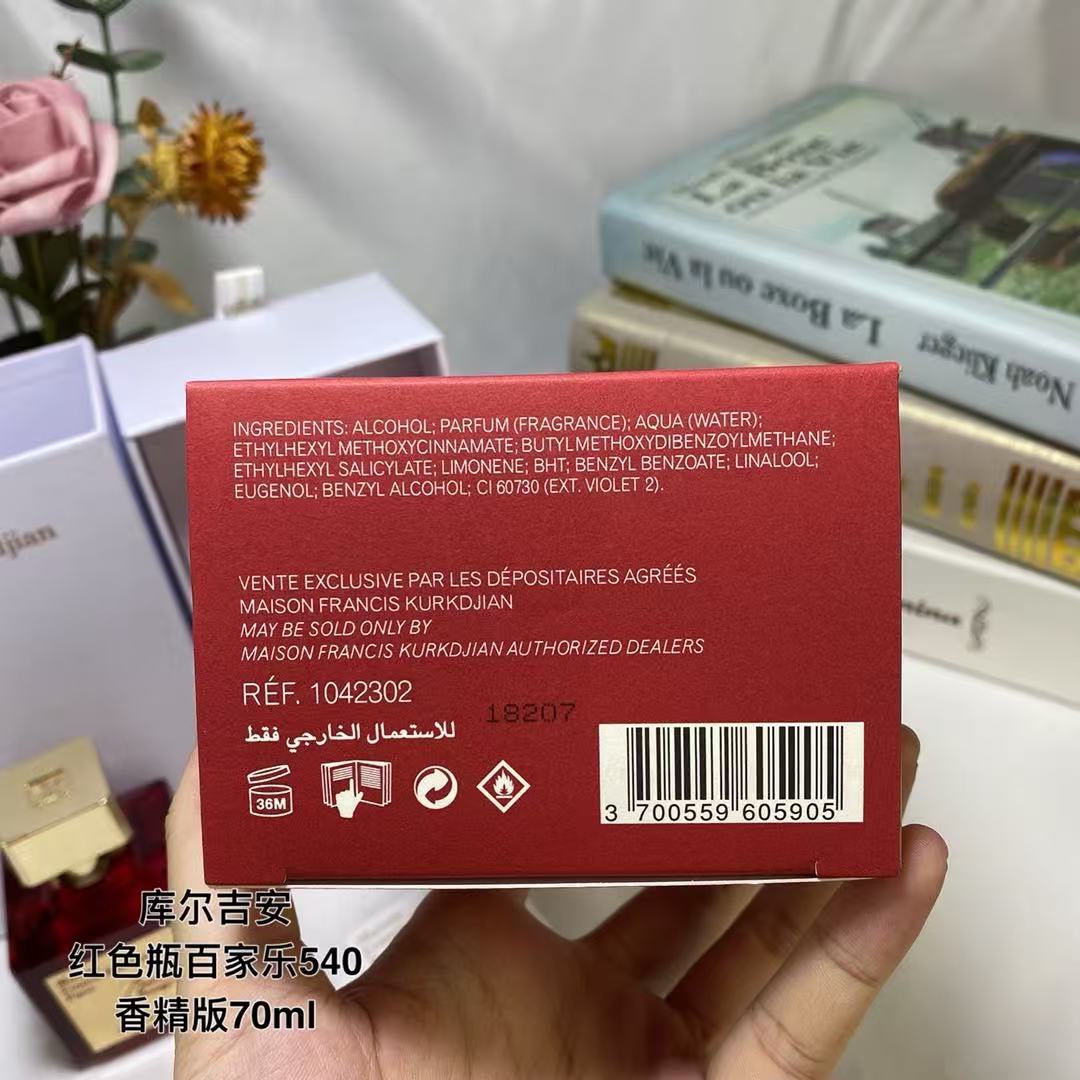 La Boxe ou la Vie
Noah Klieger
djian
INGREDIENTS: ALCOHOL; PARFUM (FRAGRANCE); AQUA (WATER);
ETHYLHEXYL METHOXYCINNAMATE; BUTYL METHOXYDIBENZOYLMETHANE;
ETHYLHEXYL SALICYLATE; LIMONENE; BHT; BENZYL BENZOATE; LINALOOL;
EUGENOL; BENZYL ALCOHOL; CI 60730 (EXT. VIOLET 2).
VENTE EXCLUSIVE PAR LES DÉPOSITAIRES AGRÉÉS
MAISON FRANCIS KURKDJIAN
MAY BE SOLD ONLY BY
MAISON FRANCIS KURKDJIAN AUTHORIZED DEALERS
RÉF. 1042302
18207
للاستعمال الخارجي فقط
36M
3 700559 605905
库尔吉安
红色瓶百家乐540
香精版70ml